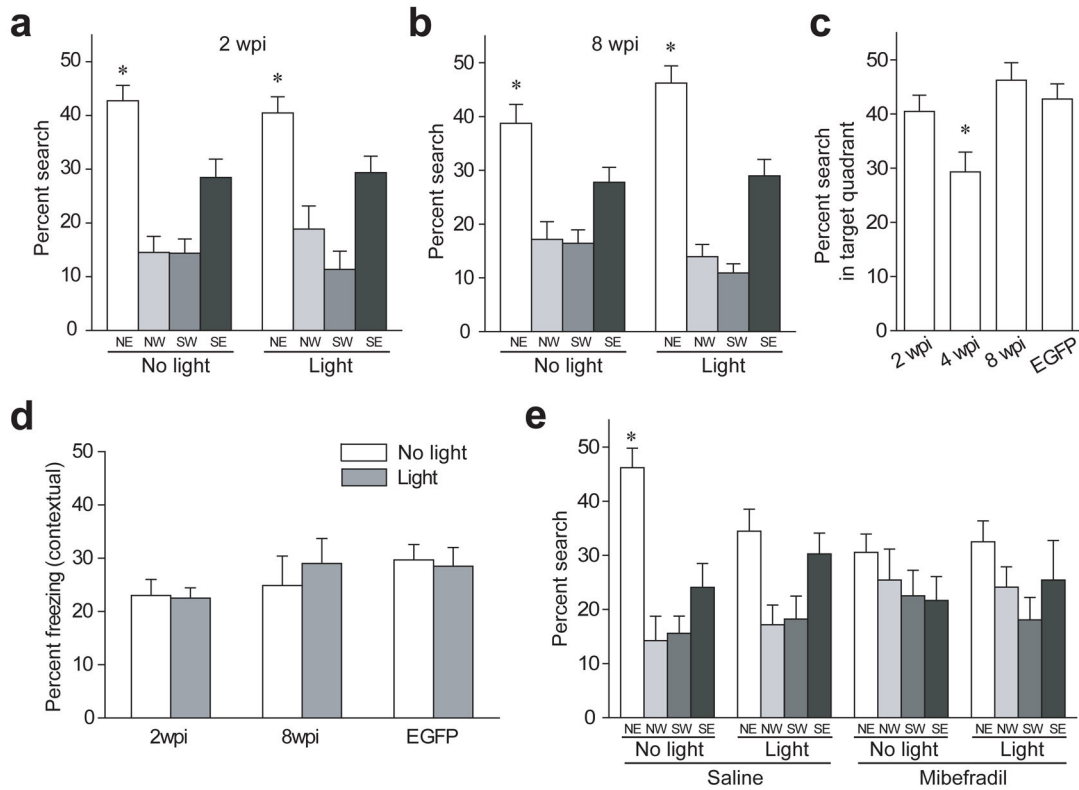 a
2 wpi
Percent search
50
40
30
20
10
0
*
*
NE NW SW SE NE NW SW SE
No light Light
b
8 wpi
Percent search
50
40
30
20
10
0
*
*
NE NW SW SE NE NW SW SE
No light Light
c
Percent search
in target quadrant
50
40
30
20
10
0
*
2 wpi 4 wpi 8 wpi EGFP
d
Percent freezing (contextual)
50
40
30
20
10
0
No light
Light
2wpi 8wpi EGFP
e
Percent search
50
40
30
20
10
0
*
NE NW SW SE NE NW SW SE NE NW SW SE NE NW SW SE
No light Light No light Light
Saline Mibefradil